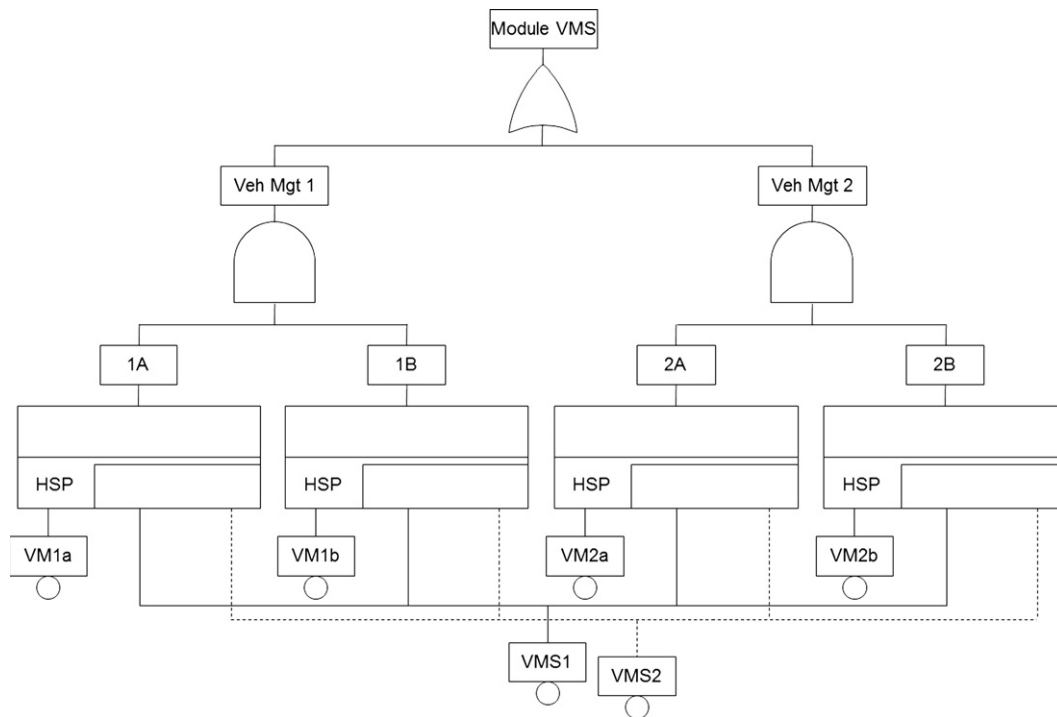 Module VMS
Veh Mgt 1
Veh Mgt 2
1A
1B
2A
2B
HSP
HSP
HSP
HSP
VM1a
VM1b
VM2a
VM2b
VMS1
VMS2